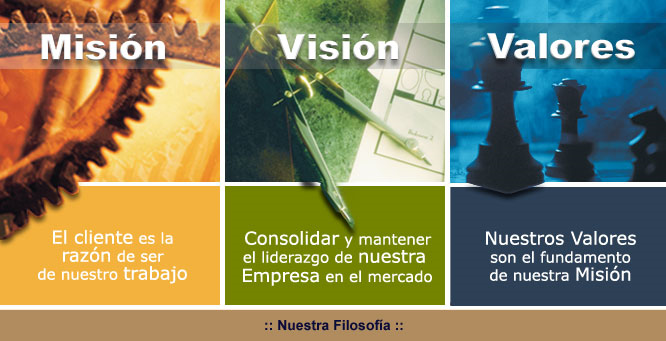 Misión
Visión
Valores
El cliente es la
razón de ser
de nuestro trabajo
Consolidar y mantener
el liderazgo de nuestra
Empresa en el mercado
Nuestros Valores
son el fundamento
de nuestra Misión
:: Nuestra Filosofía ::